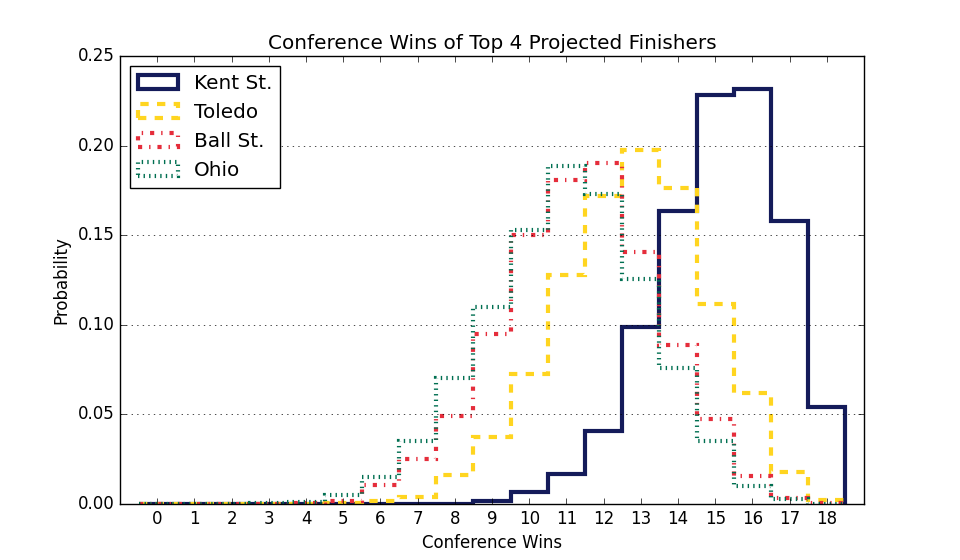 Conference Wins of Top 4 Projected Finishers
0.25
0.20
0.15
0.10
0.05
0.00
Probability
Kent St.
Toledo
Ball St.
Ohio
0 1 2 3 4 5 6 7 8 9 10 11 12 13 14 15 16 17 18
Conference Wins